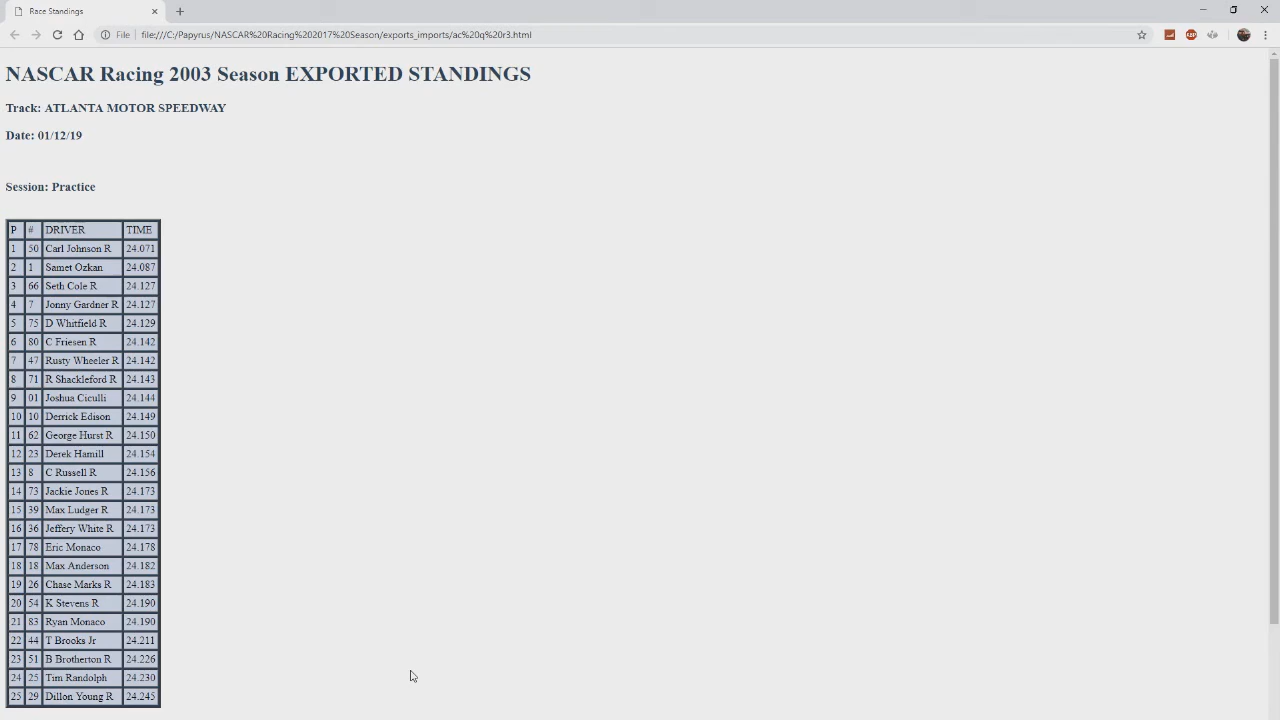 Race Standings
File file:///C:/Papyrus/NASCAR%20Racing%202017%20Season/exports_imports/ac%20q%20r3.html
ABP
NASCAR Racing 2003 Season EXPORTED STANDINGS
Track: ATLANTA MOTOR SPEEDWAY
Date: 01/12/19
Session: Practice
P # DRIVER TIME
1 50 Carl Johnson R 24.071
2 1 Samet Ozkan 24.087
3 66 Seth Cole R 24.127
4 7 Jonny Gardner R 24.127
5 75 D Whitfield R 24.129
6 80 C Friesen R 24.142
7 47 Rusty Wheeler R 24.142
8 71 R Shackleford R 24.143
9 01 Joshua Ciculli 24.144
10 10 Derrick Edison 24.149
11 62 George Hurst R 24.150
12 23 Derek Hamill 24.154
13 8 C Russell R 24.156
14 73 Jackie Jones R 24.173
15 39 Max Ludger R 24.173
16 36 Jeffery White R 24.173
17 78 Eric Monaco 24.178
18 18 Max Anderson 24.182
19 26 Chase Marks R 24.183
20 54 K Stevens R 24.190
21 83 Ryan Monaco 24.190
22 44 T Brooks Jr 24.211
23 51 B Brotherton R 24.226
24 25 Tim Randolph 24.230
25 29 Dillon Young R 24.245